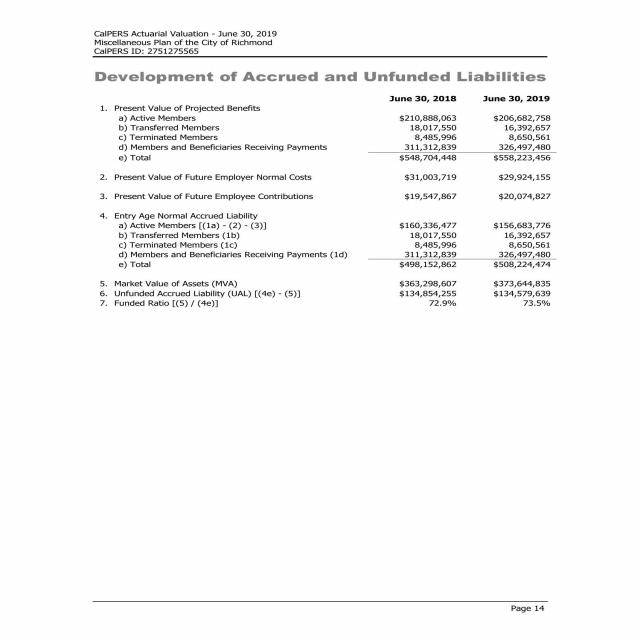 CalPERS Actuarial Valuation - June 30, 2019
Miscellaneous Plan of the City of Richmond
CalPERS ID: 2751275565
Development of Accrued and Unfunded Liabilities
June 30, 2018 June 30, 2019
1. Present Value of Projected Benefits
a) Active Members $210,888,063 $206,682,758
b) Transferred Members 18,017,550 16,392,657
c) Terminated Members 8,485,996 8,650,561
d) Members and Beneficiaries Receiving Payments 311,312,839 326,497,480
e) Total $548,704,448 $558,223,456
2. Present Value of Future Employer Normal Costs $31,003,719 $29,924,155
3. Present Value of Future Employee Contributions $19,547,867 $20,074,827
4. Entry Age Normal Accrued Liability
a) Active Members [(1a) - (2) - (3)] $160,336,477 $156,683,776
b) Transferred Members (1b) 18,017,550 16,392,657
c) Terminated Members (1c) 8,485,996 8,650,561
d) Members and Beneficiaries Receiving Payments (1d) 311,312,839 326,497,480
e) Total $498,152,862 $508,224,474
5. Market Value of Assets (MVA) $363,298,607 $373,644,835
6. Unfunded Accrued Liability (UAL) [(4e) - (5)] $134,854,255 $134,579,639
7. Funded Ratio [(5) / (4e)] 72.9% 73.5%
Page 14